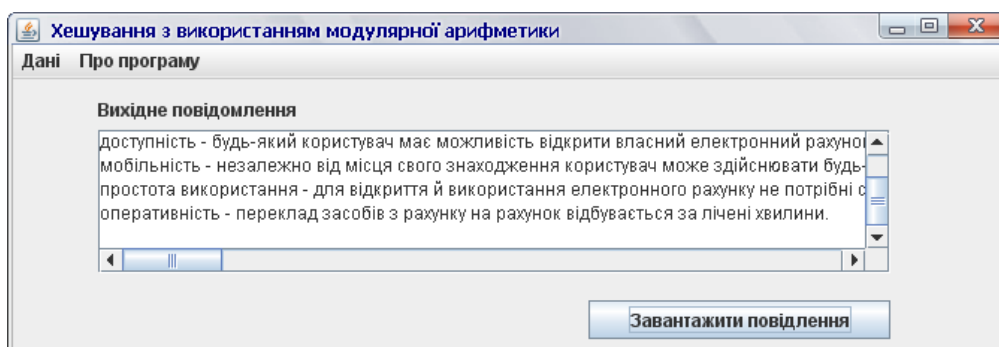 Хешування з використанням модулярної арифметики
Дані Про програму
Вихідне повідомлення
доступність - будь-який користувач має можливість відкрити власний електронний
мобільність - незалежно від місця свого знаходження користувач може здійснювати будь-
простота використання - для відкриття й використання електронного рахунку не потрібні с
оперативність - переклад засобів з рахунку на рахунок відбувається за лічені хвилини.
Завантажити повідлення